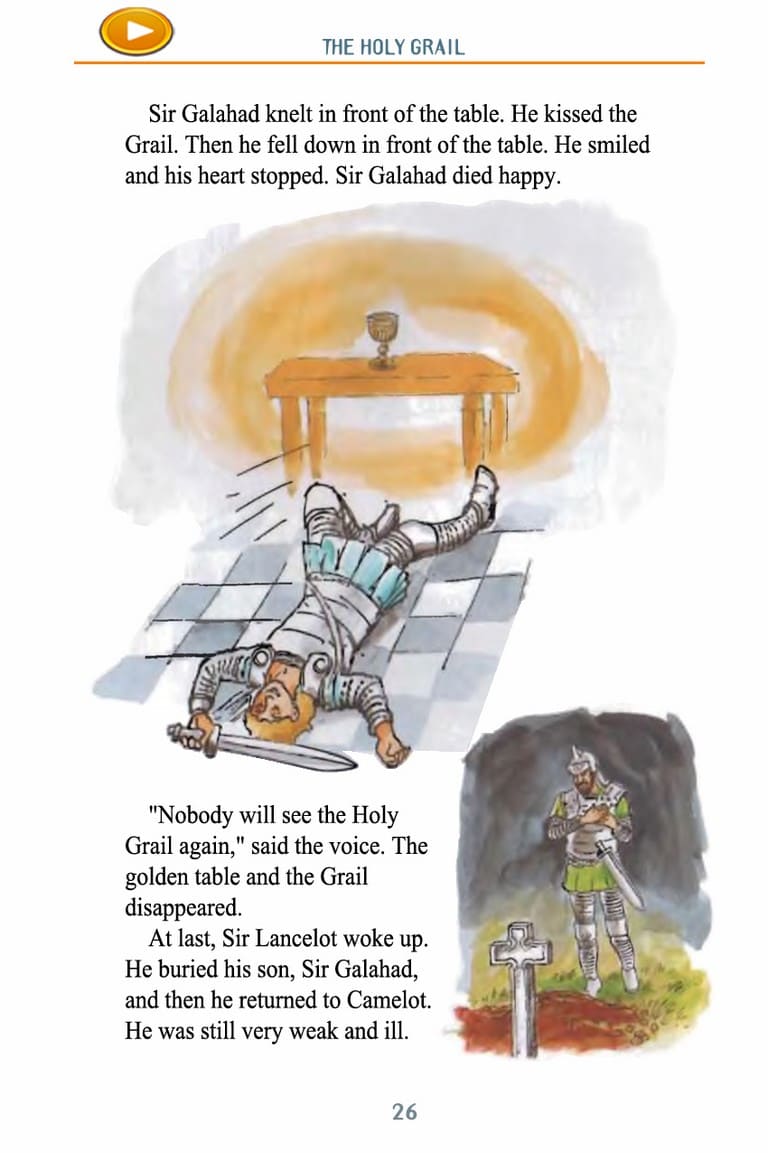 THE HOLY GRAIL
Sir Galahad knelt in front of the table. He kissed the
Grail. Then he fell down in front of the table. He smiled
and his heart stopped. Sir Galahad died happy.
"Nobody will see the Holy
Grail again," said the voice. The
golden table and the Grail
disappeared.
At last, Sir Lancelot woke up.
He buried his son, Sir Galahad,
and then he returned to Camelot.
He was still very weak and ill.
26